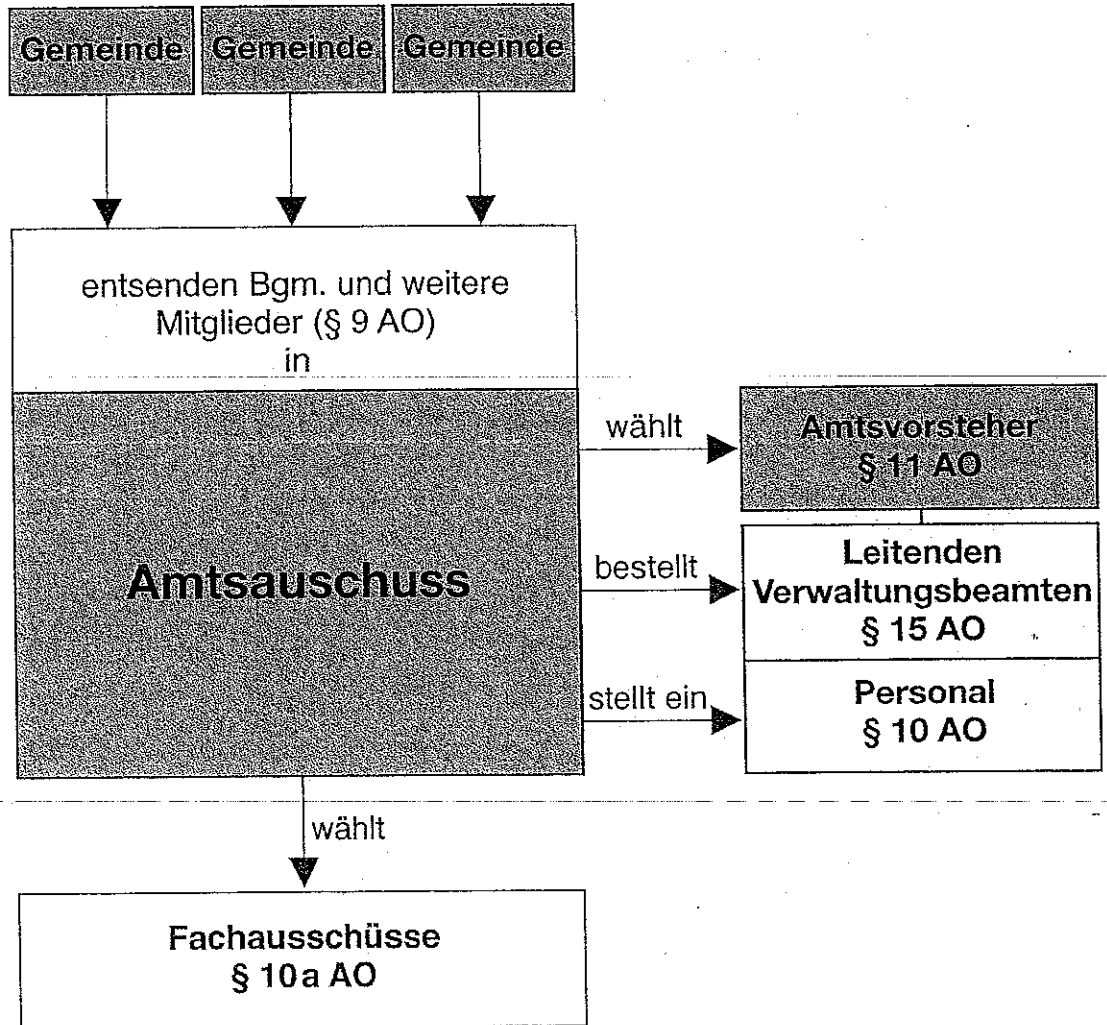 Gemeinde Gemeinde Gemeinde
entsenden Bgm. und weitere
Mitglieder (§ 9 AO)
in
Amtsauschuss
wählt
Amtsvorsteher
§ 11 AO
bestellt
Leitenden
Verwaltungsbeamten
§ 15 AO
stellt ein
Personal
§ 10 AO
wählt
Fachausschüsse
§ 10a AO